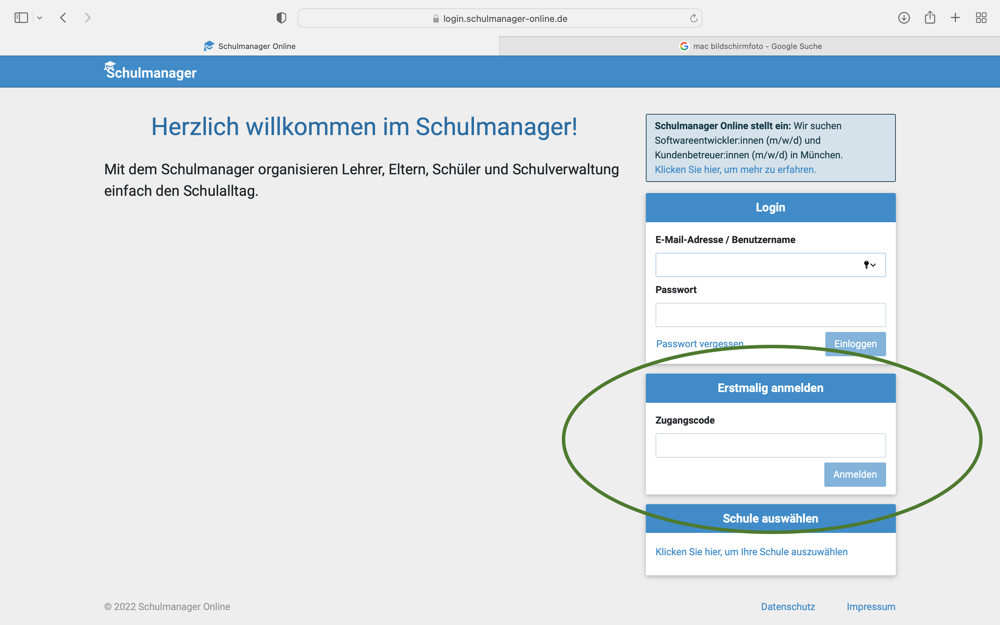 login.schulmanager-online.de
Schulmanager Online
mac bildschirmfoto - Google Suche
Schulmanager
Herzlich willkommen im Schulmanager!
Mit dem Schulmanager organisieren Lehrer, Eltern, Schüler und Schulverwaltung
einfach den Schulalltag.
Schulmanager Online stellt ein: Wir suchen
Softwareentwickler:innen (m/w/d) und
Kundenbetreuer:innen (m/w/d) in München.
Klicken Sie hier, um mehr zu erfahren.
Login
E-Mail-Adresse / Benutzername
Passwort
Passwort vergessen
Einloggen
Erstmalig anmelden
Zugangscode
Anmelden
Schule auswählen
Klicken Sie hier, um Ihre Schule auszuwählen
© 2022 Schulmanager Online
Datenschutz
Impressum